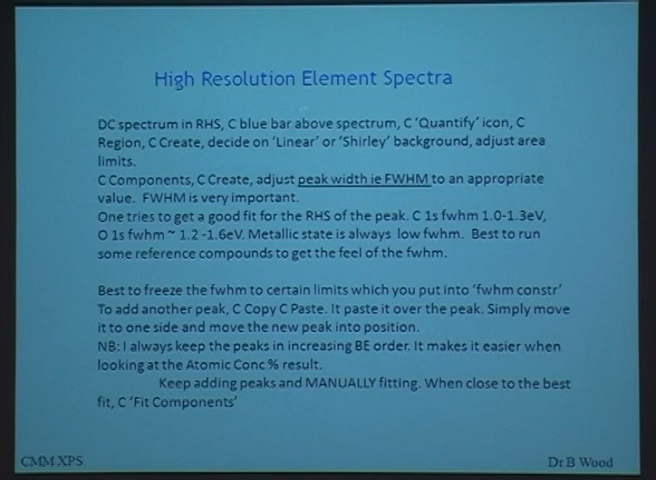 High Resolution Element Spectra
DC spectrum in RHS, C blue bar above spectrum, C 'Quantify' icon, C
Region, C Create, decide on 'Linear' or 'Shirley' background, adjust area
limits.
C Components, C Create, adjust peak width ie FWHM to an appropriate
value. FWHM is very important.
One tries to get a good fit for the RHS of the peak. C 1s fwhm 1.0-1.3eV,
O 1s fwhm ~ 1.2 -1.6eV. Metallic state is always low fwhm. Best to run
some reference compounds to get the feel of the fwhm.
Best to freeze the fwhm to certain limits which you put into 'fwhm constr'
To add another peak, C Copy C Paste. It paste it over the peak. Simply move
it to one side and move the new peak into position.
NB: I always keep the peaks in increasing BE order. It makes it easier when
looking at the Atomic Conc % result.
Keep adding peaks and MANUALLY fitting. When close to the best
fit, C 'Fit Components'
CMM XPS
Dr B Wood